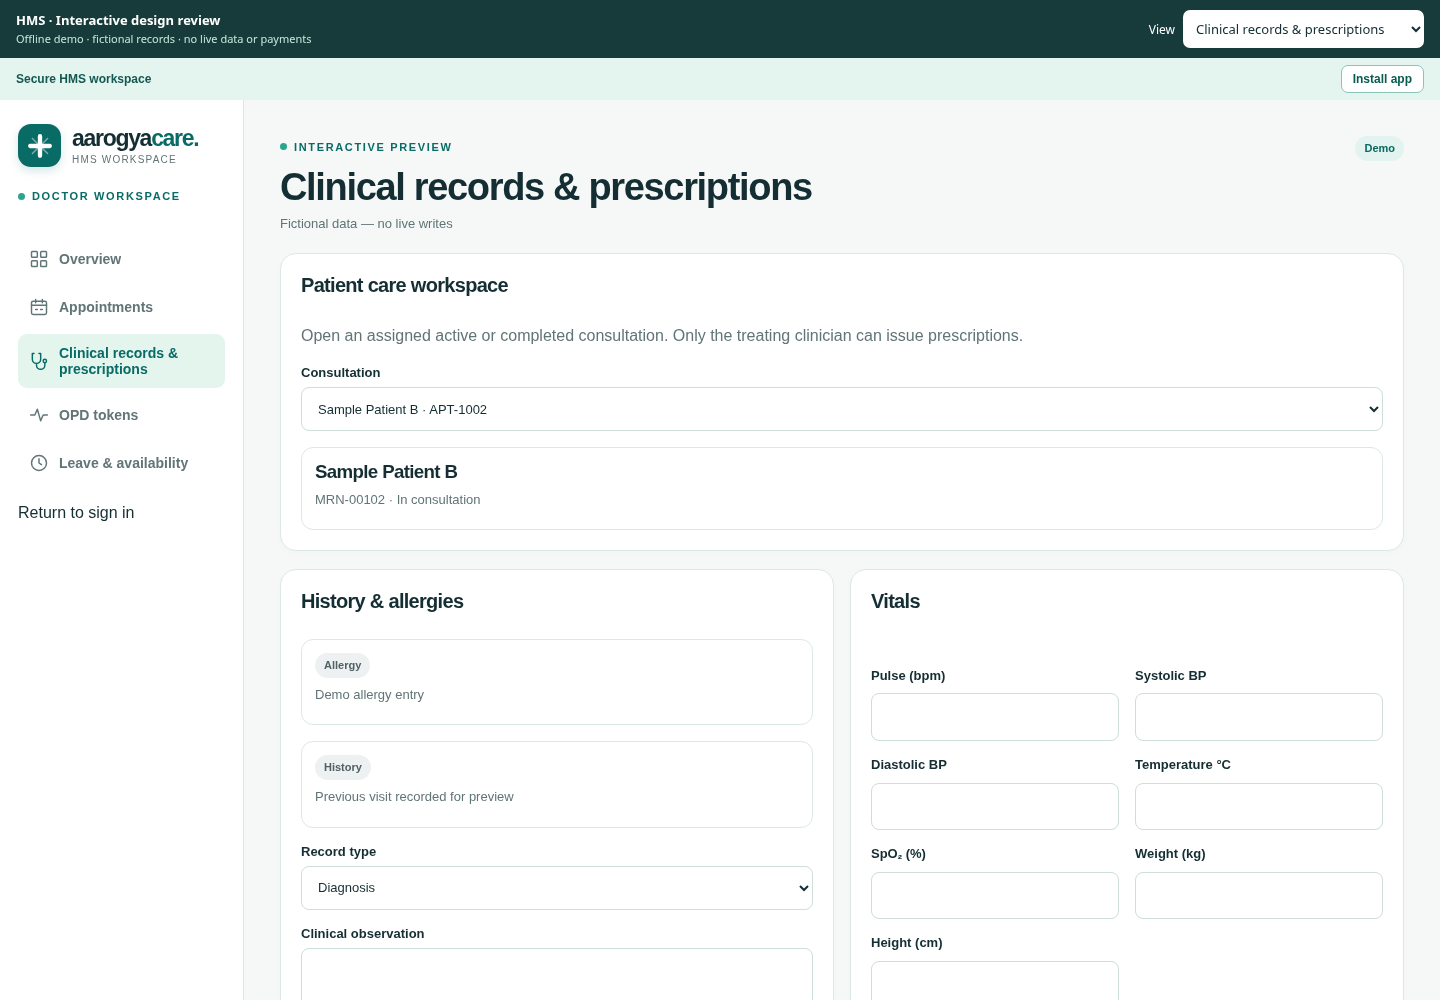 HMS · Interactive design review
Offline demo · fictional records · no live data or payments
View
Clinical records & prescriptions
Secure HMS workspace
Install app
aarogyacare.
HMS WORKSPACE
DOCTOR WORKSPACE
Overview
Appointments
Clinical records &
prescriptions
OPD tokens
Leave & availability
Return to sign in
INTERACTIVE PREVIEW
Demo
Clinical records & prescriptions
Fictional data — no live writes
Patient care workspace
Open an assigned active or completed consultation. Only the treating clinician can issue prescriptions.
Consultation
Sample Patient B · APT-1002
Sample Patient B
MRN-00102 · In consultation
History & allergies
Allergy
Demo allergy entry
History
Previous visit recorded for preview
Record type
Diagnosis
Clinical observation
Vitals
Pulse (bpm)
Systolic BP
Diastolic BP
Temperature °C
SpO₂ (%)
Weight (kg)
Height (cm)